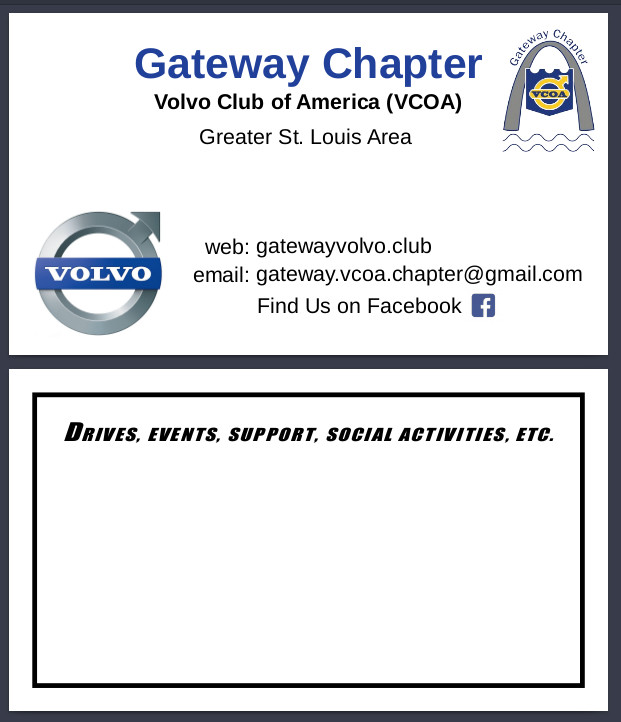 Gateway Chapter
Volvo Club of America (VCOA)
Greater St. Louis Area
Gateway Chapter
VCOA
VOLVO
web: gatewayvolvo.club
email: gateway.vcoa.chapter@gmail.com
Find Us on Facebook
DRIVES, EVENTS, SUPPORT, SOCIAL ACTIVITIES, ETC.